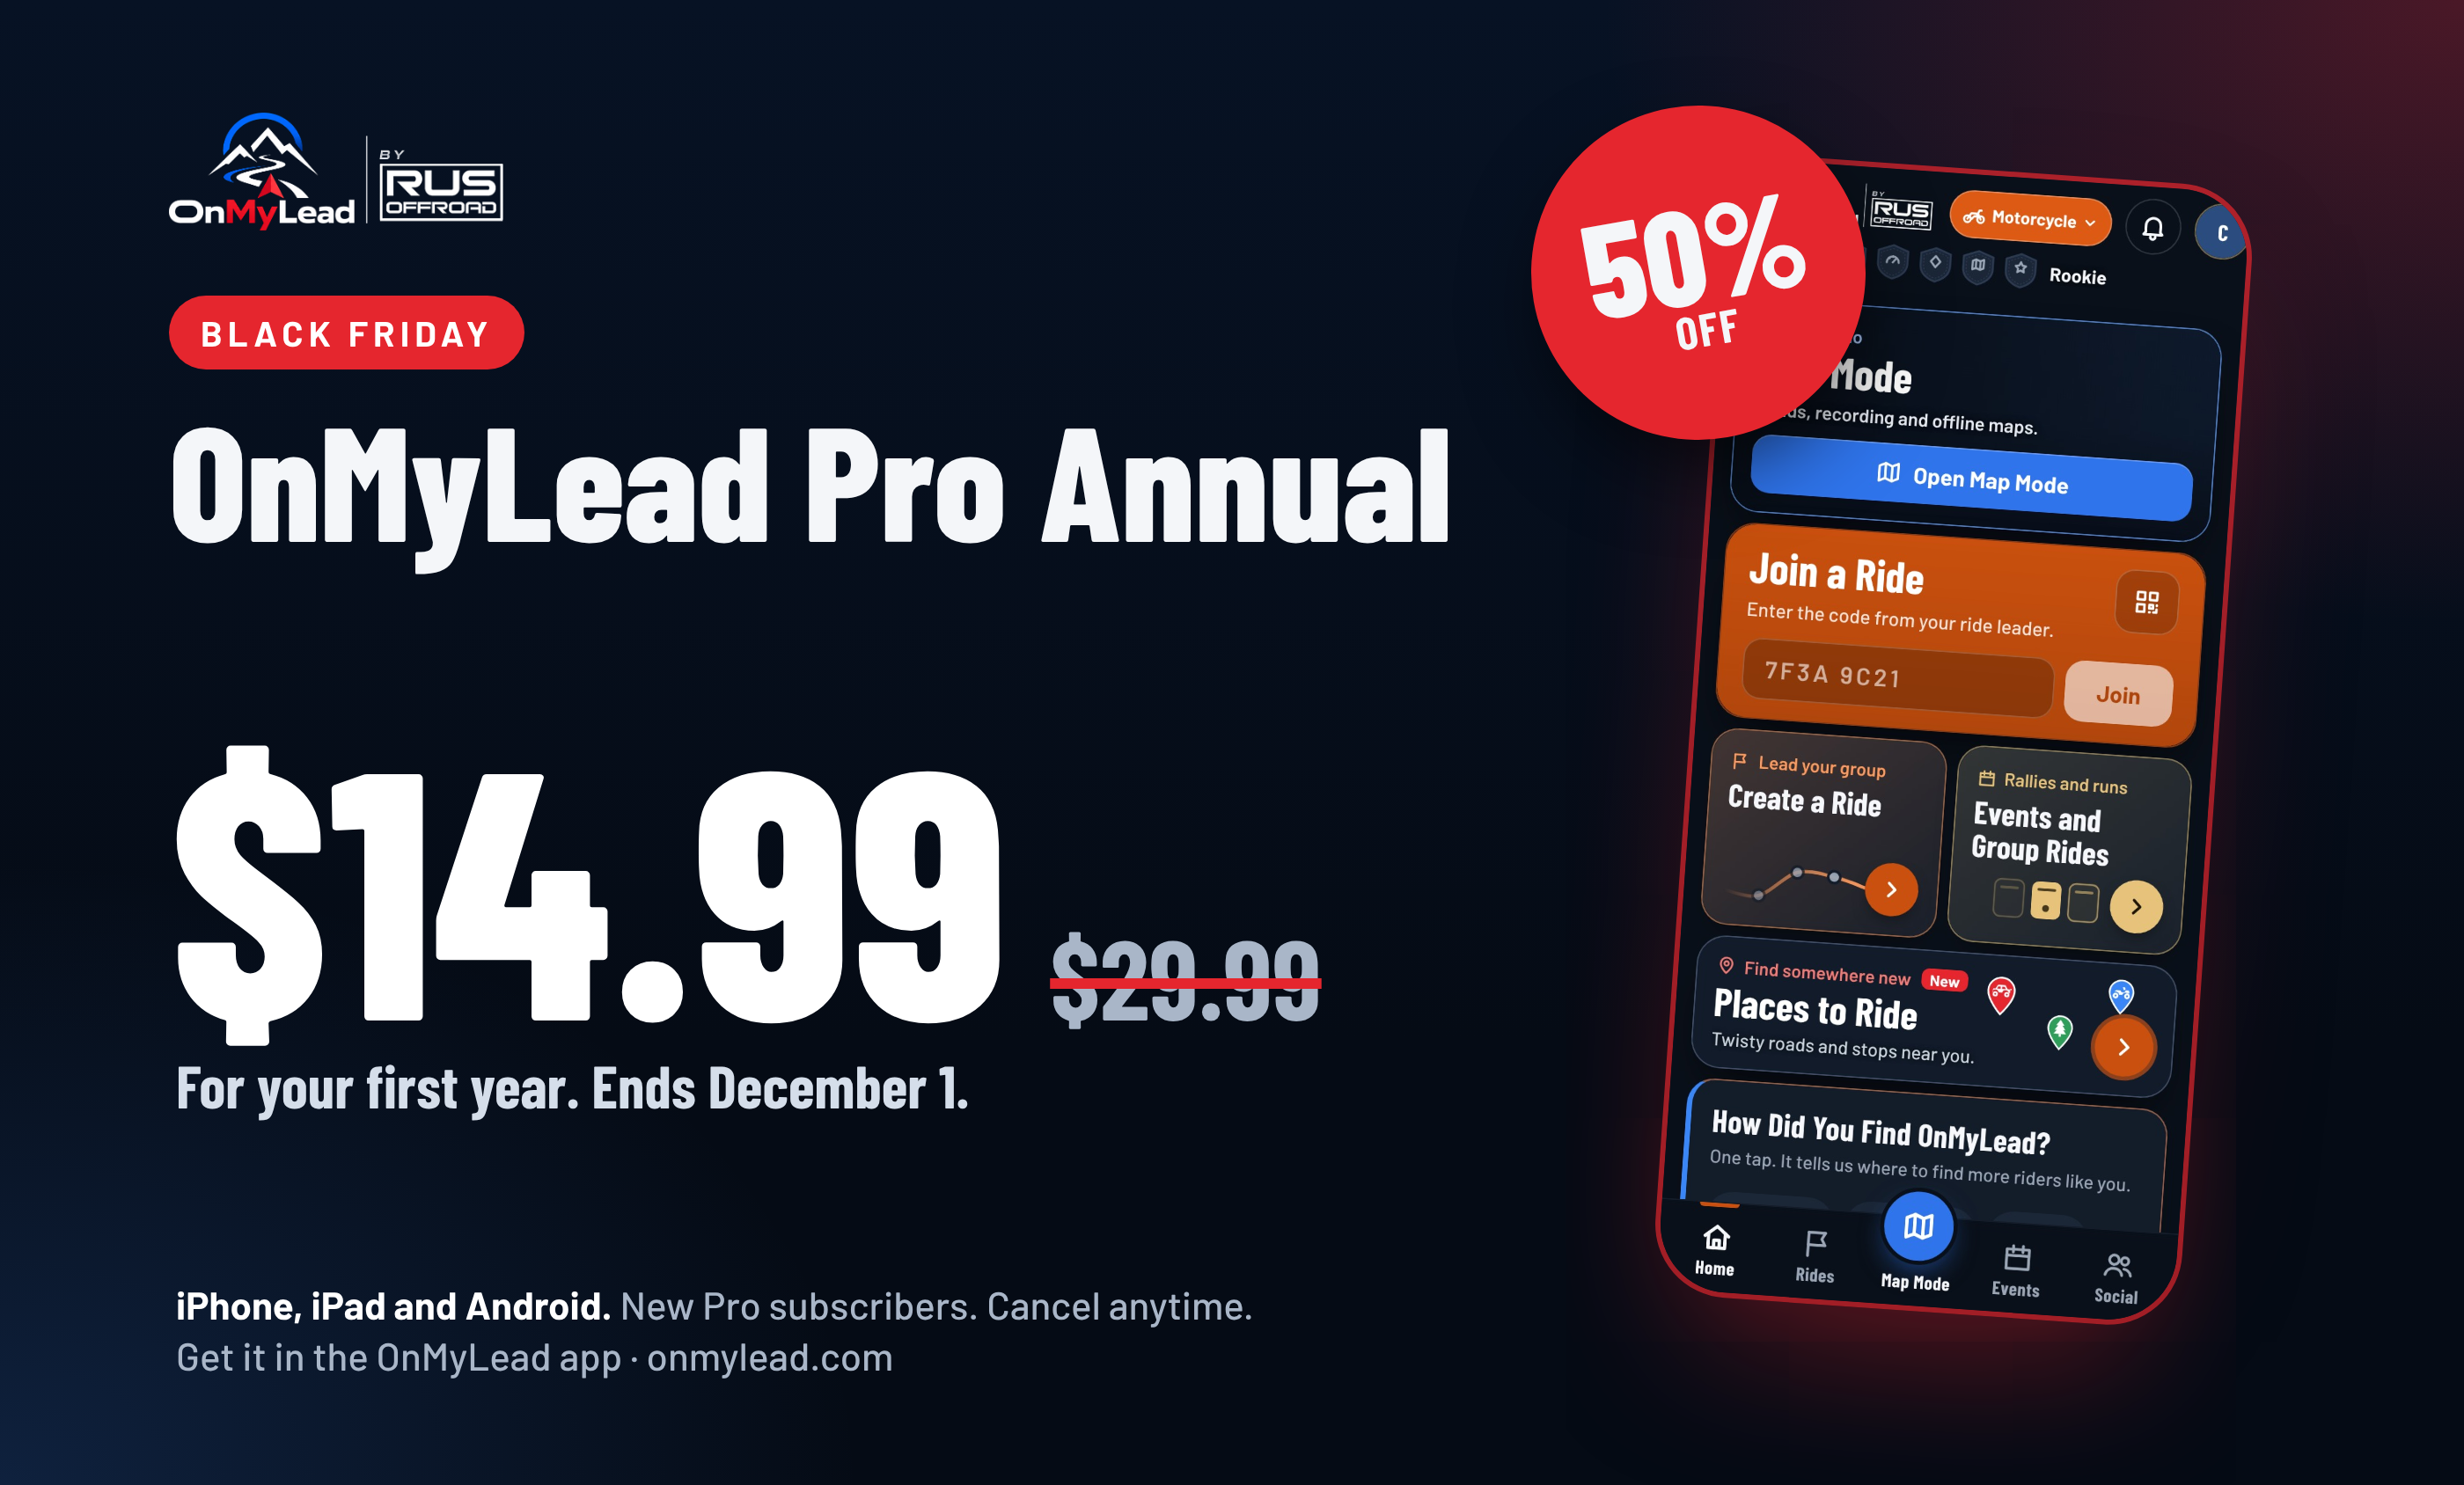 OnMyLead
BY
RUS
OFFROAD
BLACK FRIDAY
OnMyLead Pro Annual
$14.99 $29.99
For your first year. Ends December 1.
iPhone, iPad and Android. New Pro subscribers. Cancel anytime.
Get it in the OnMyLead app · onmylead.com
50%
OFF
BY
RUS
OFFROAD
Motorcycle
C
Rookie
Mode
recording and offline maps.
Open Map Mode
Join a Ride
Enter the code from your ride leader.
7F3A 9C21
Join
Lead your group
Create a Ride
Rallies and runs
Events and
Group Rides
Find somewhere new New
Places to Ride
Twisty roads and stops near you.
How Did You Find OnMyLead?
One tap. It tells us where to find more riders like you.
Home
Rides
Map Mode
Events
Social